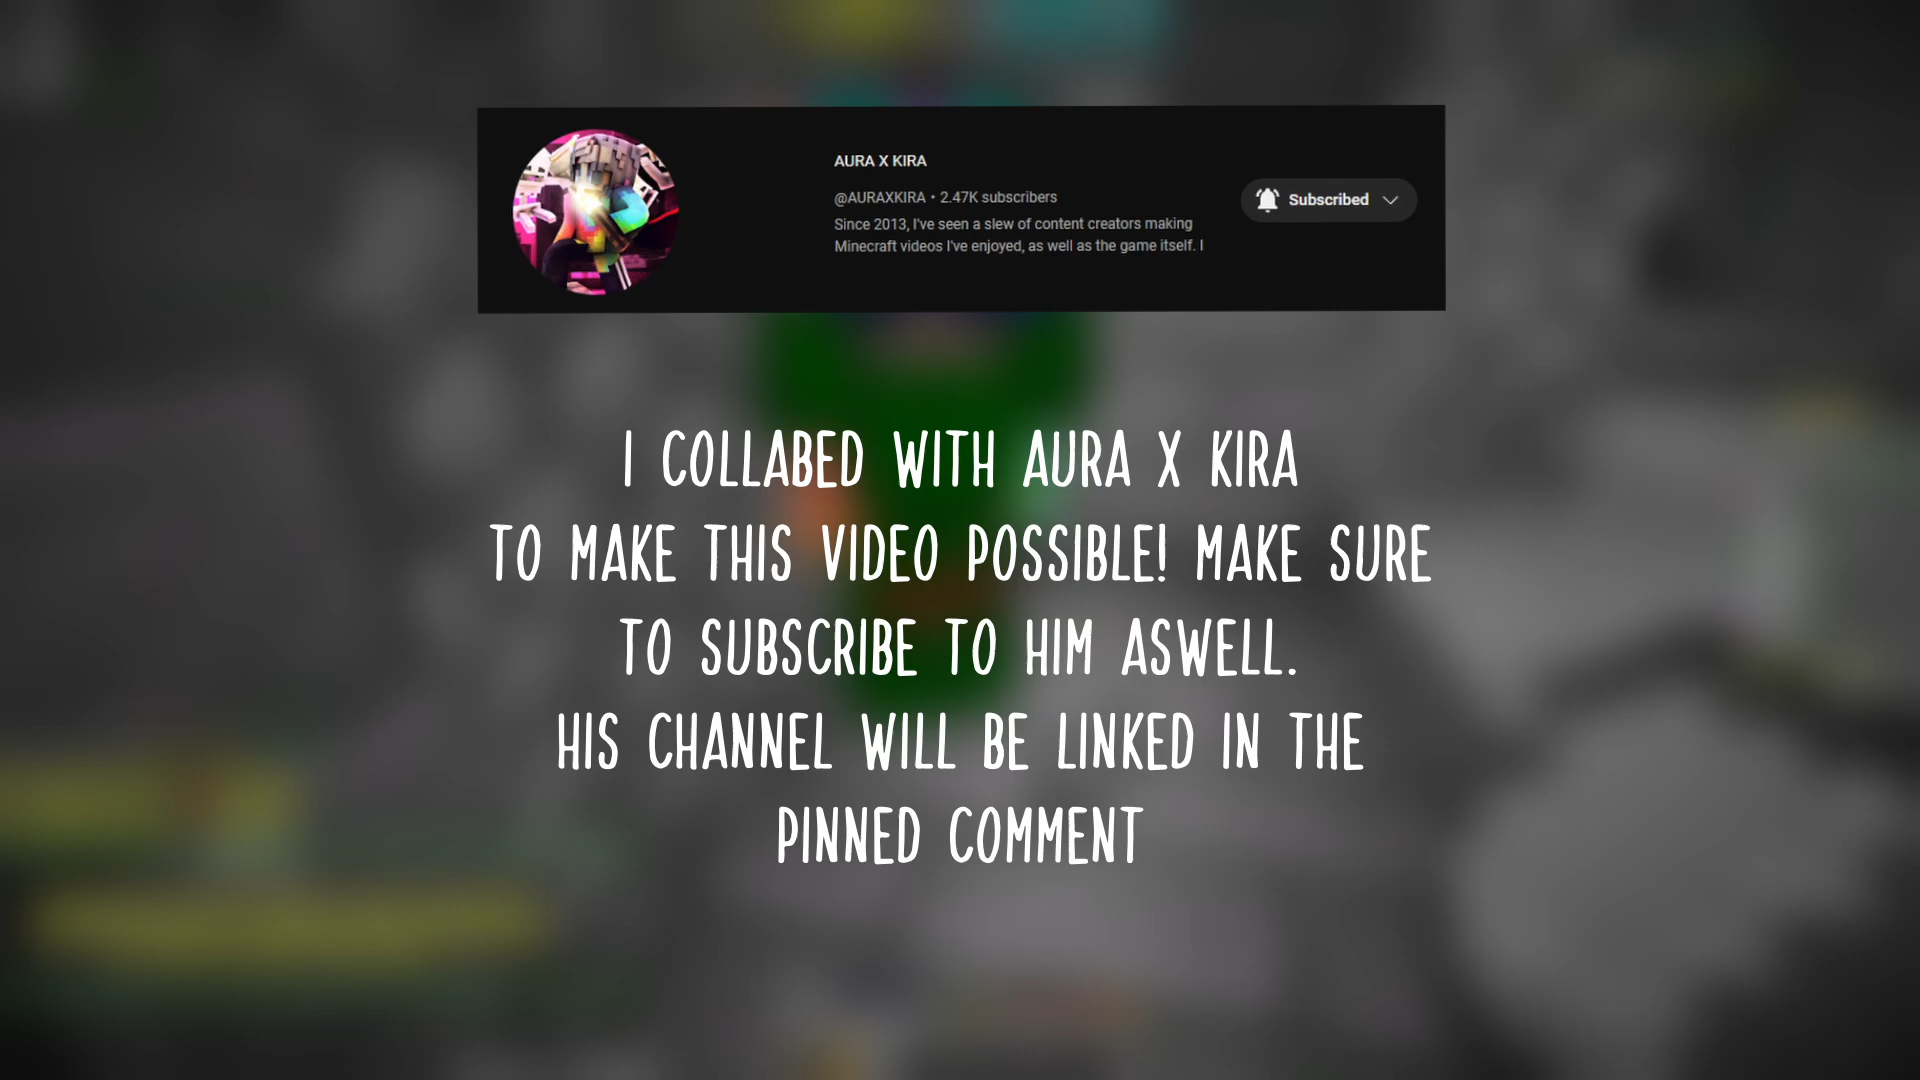 AURA X KIRA
@AURAXKIRA • 2.47K subscribers
Since 2013, I've seen a slew of content creators making
Minecraft videos I've enjoyed, as well as the game itself. I
Subscribed
I COLLABED WITH AURA X KIRA
TO MAKE THIS VIDEO POSSIBLE! MAKE SURE
TO SUBSCRIBE TO HIM ASWELL.
HIS CHANNEL WILL BE LINKED IN THE
PINNED COMMENT